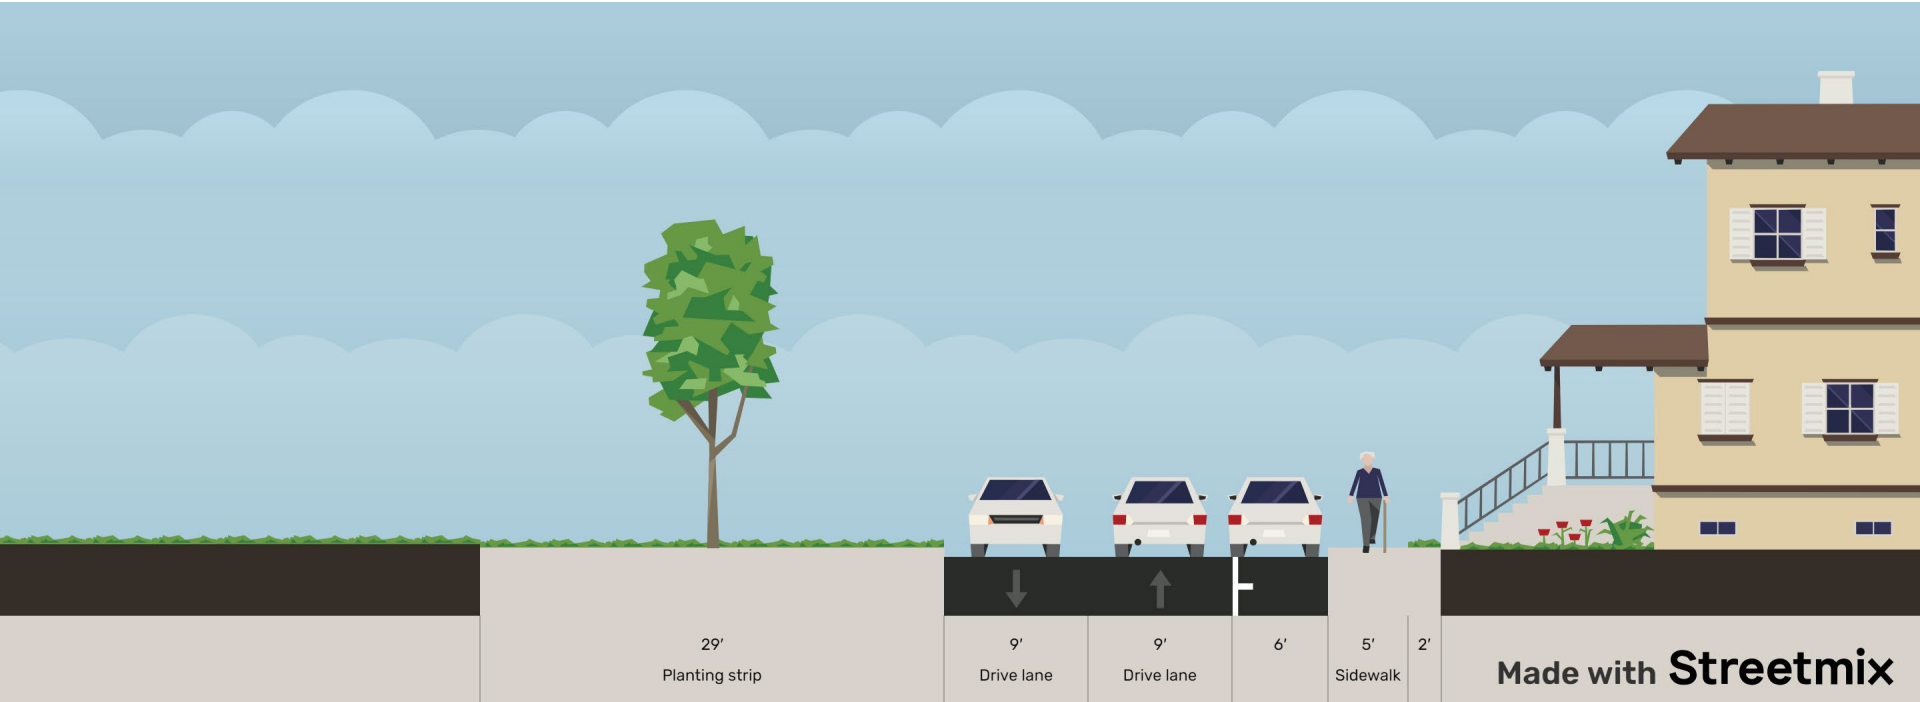 29′
Planting strip
9′
Drive lane
9′
Drive lane
6′
5′
Sidewalk
2′
Made with Streetmix